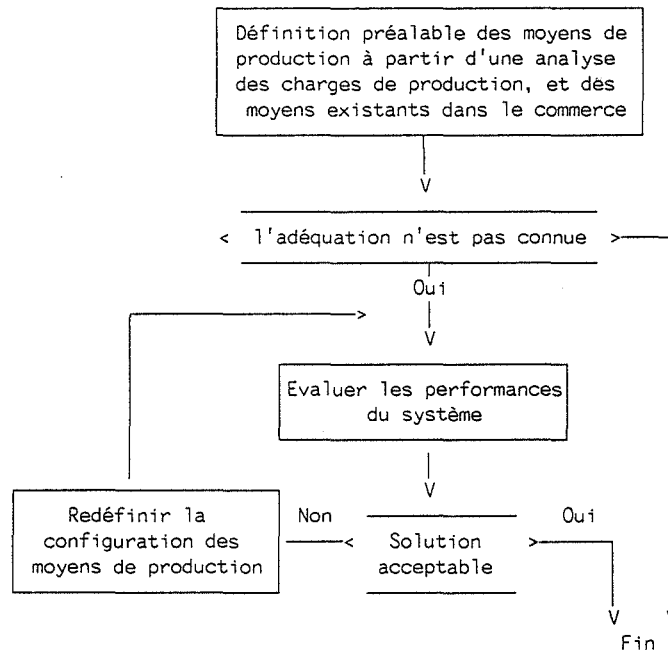 Définition préalable des moyens de
production à partir d'une analyse
des charges de production, et des
moyens existants dans le commerce
l'adéquation n'est pas connue
Oui
Evaluer les performances
du système
Redéfinir la
configuration des
moyens de production
Non
Solution
acceptable
Oui
Fin